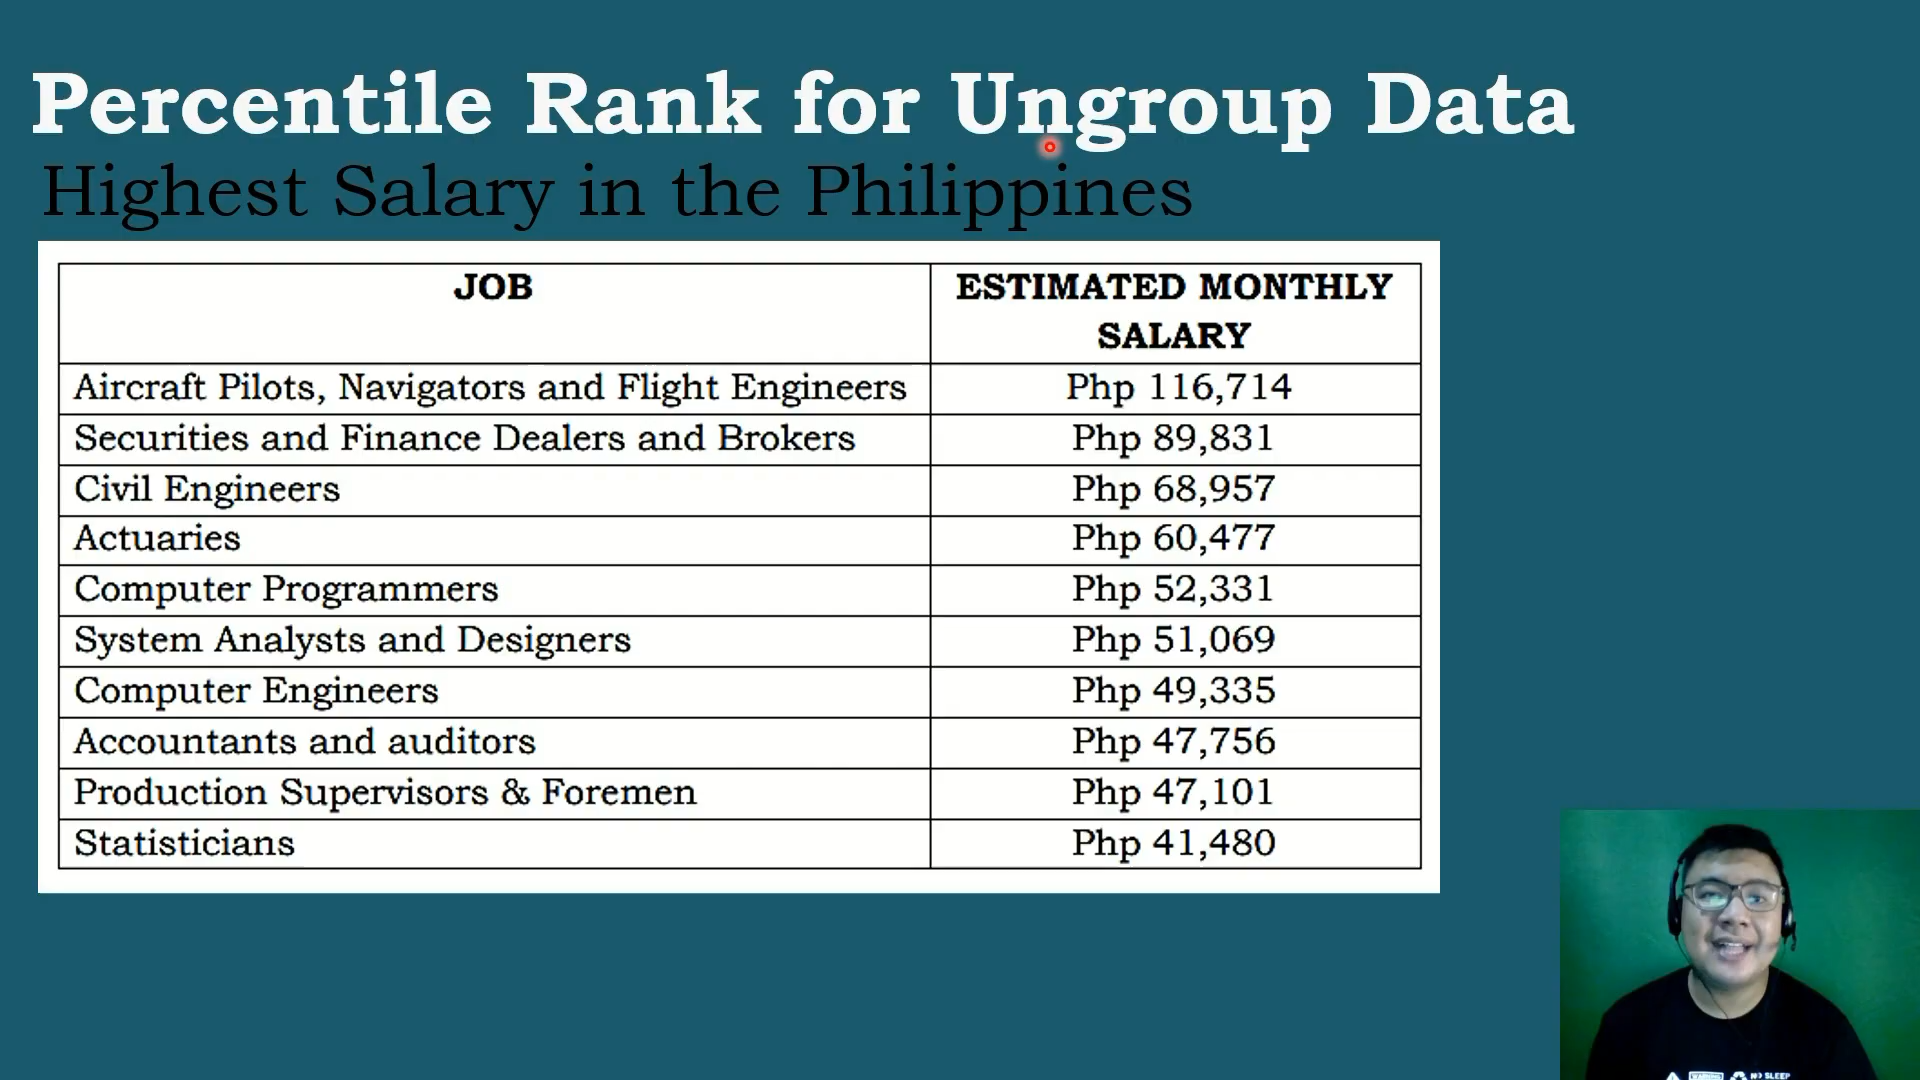 Percentile Rank for Ungroup Data
Highest Salary in the Philippines
JOB
ESTIMATED MONTHLY
SALARY
Aircraft Pilots, Navigators and Flight Engineers
Php 116,714
Securities and Finance Dealers and Brokers
Php 89,831
Civil Engineers
Php 68,957
Actuaries
Php 60,477
Computer Programmers
Php 52,331
System Analysts and Designers
Php 51,069
Computer Engineers
Php 49,335
Accountants and auditors
Php 47,756
Production Supervisors & Foremen
Php 47,101
Statisticians
Php 41,480
WARNING
NO SLEEP